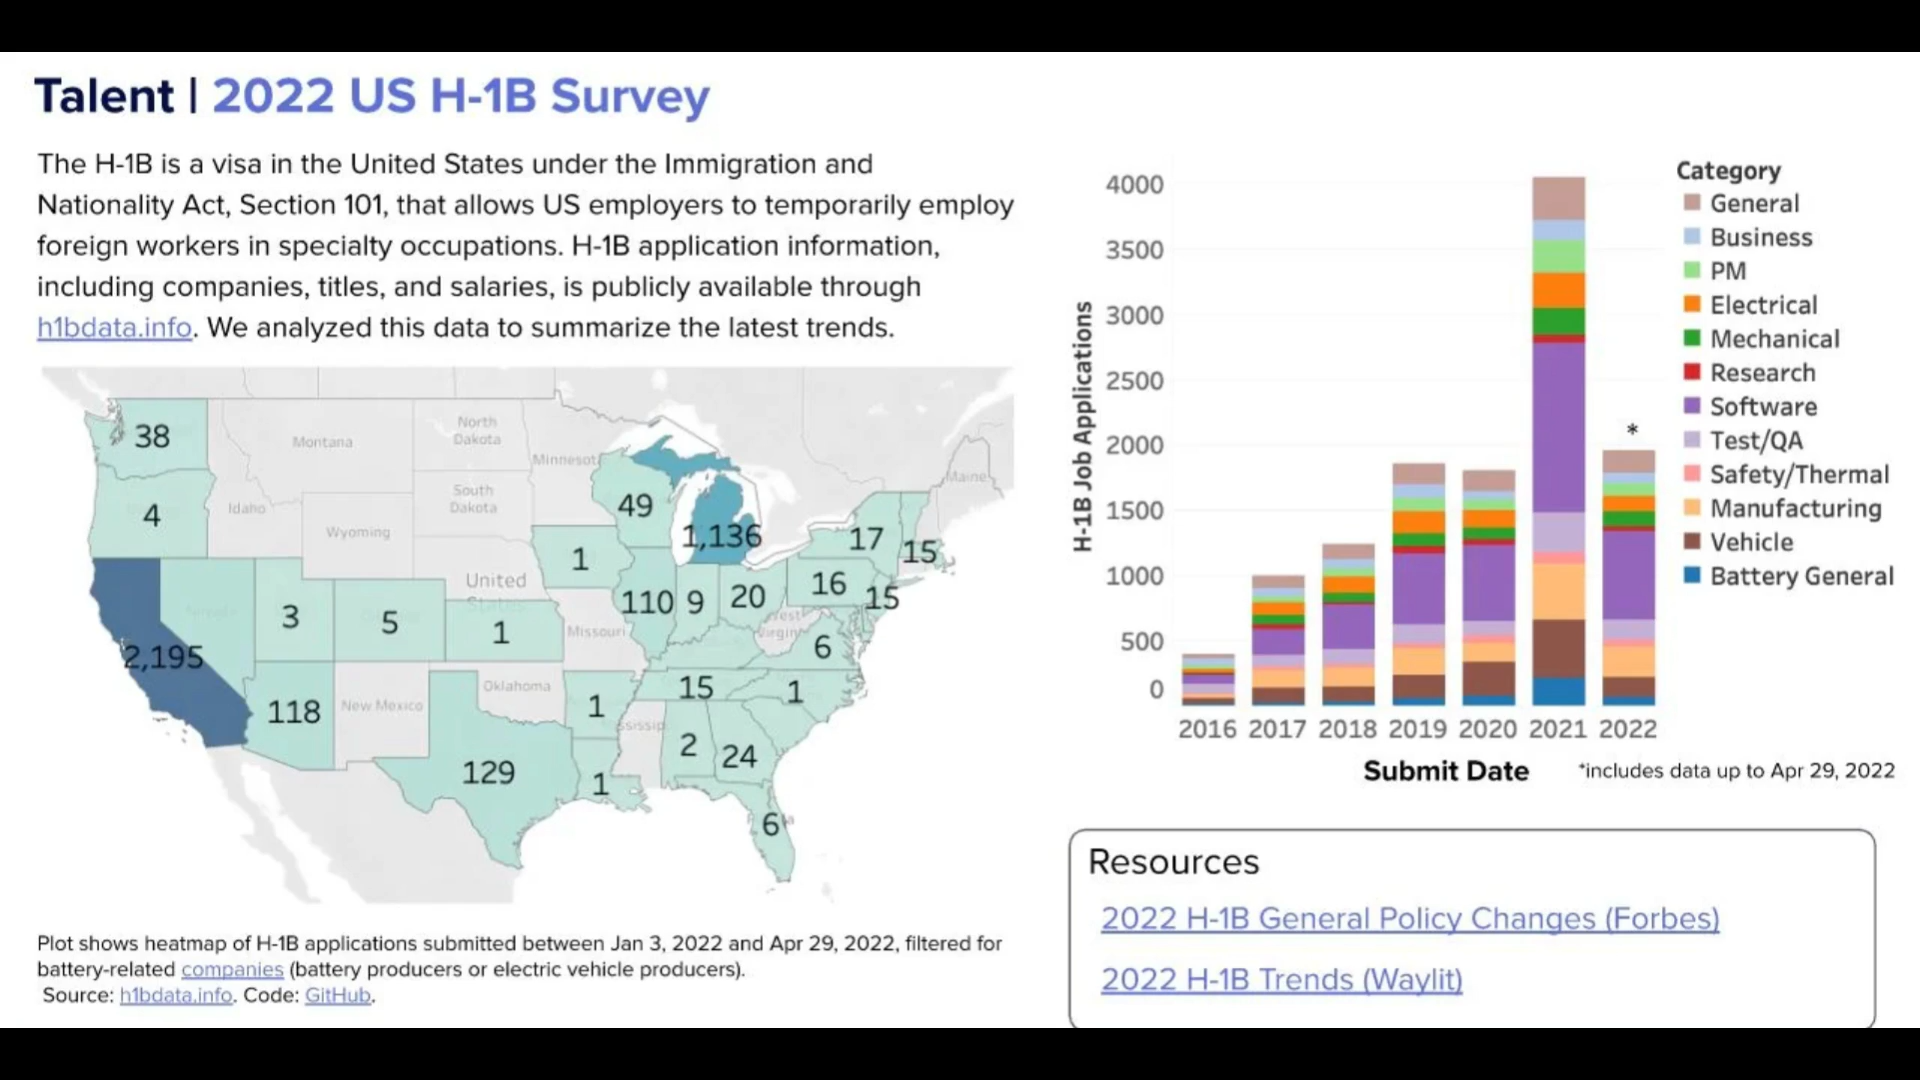 Talent | 2022 US H-1B Survey
The H-1B is a visa in the United States under the Immigration and
Nationality Act, Section 101, that allows US employers to temporarily employ
foreign workers in specialty occupations. H-1B application information,
including companies, titles, and salaries, is publicly available through
h1bdata.info. We analyzed this data to summarize the latest trends.
38
North
Dakota
Montana
Minnesot
Maine
4
Idaho
South
Dakota
49
1,136
17
15
Wyoming
1
United
States
3
5
1
110
9
20
16
15
Missouri
6
2,195
118
New Mexico
Oklahoma
1
15
1
129
1
2
24
6
Plot shows heatmap of H-1B applications submitted between Jan 3, 2022 and Apr 29, 2022, filtered for
battery-related companies (battery producers or electric vehicle producers).
Source: h1bdata.info. Code: GitHub.
H-1B Job Applications
4000
3500
3000
2500
2000
1500
1000
500
0
*
2016 2017 2018 2019 2020 2021 2022
Submit Date
*includes data up to Apr 29, 2022
Category
General
Business
PM
Electrical
Mechanical
Research
Software
Test/QA
Safety/Thermal
Manufacturing
Vehicle
Battery General
Resources
2022 H-1B General Policy Changes (Forbes)
2022 H-1B Trends (Waylit)